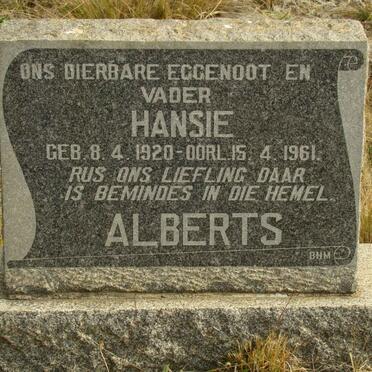 ONS DIERBARE EGGENOOT EN
VADER
HANSIE
GEB. 8. 4. 1920 - OORL. 15. 4. 1961.
RUS ONS LIEFLING DAAR
IS BEMINDES IN DIE HEMEL.
ALBERTS
BHM